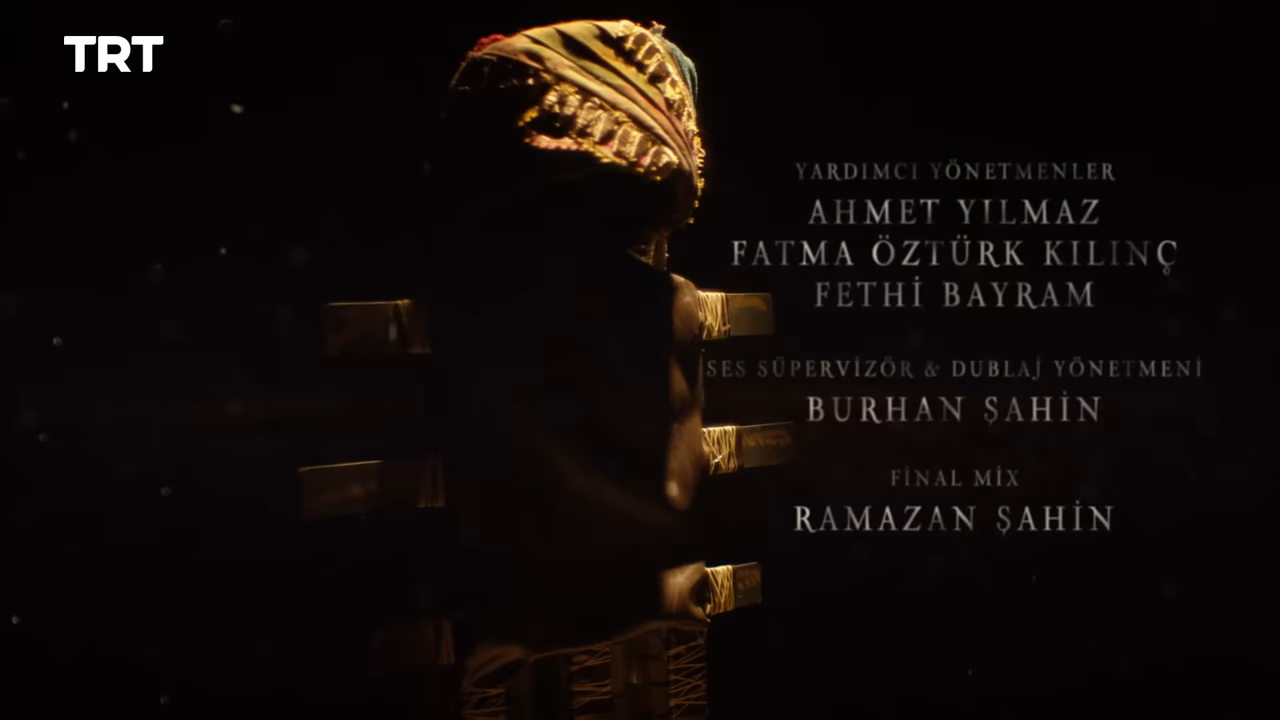 TRT
YARDIMCI YÖNETMENLER
AHMET YILMAZ
FATMA ÖZTÜRK KILINÇ
FETHİ BAYRAM
SES SÜPERVİZÖR & DUBLAJ YÖNETMENİ
BURHAN ŞAHİN
FİNAL MİX
RAMAZAN ŞAHİN